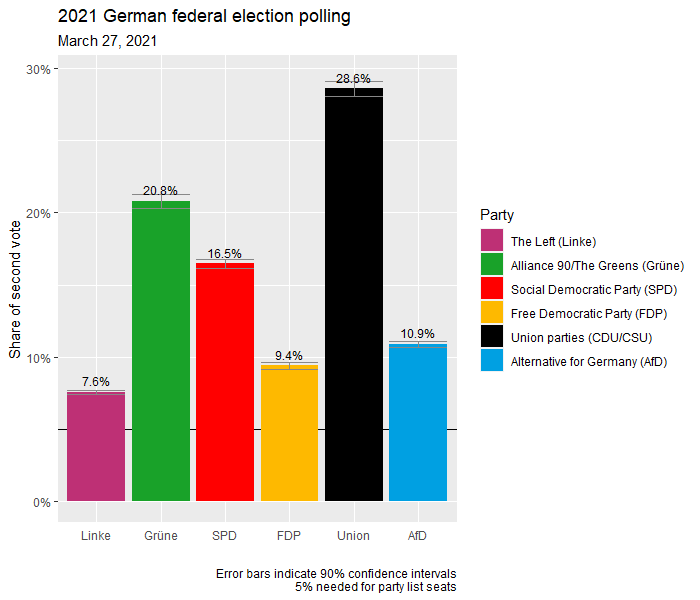 2021 German federal election polling
March 27, 2021
Share of second vote
30%
20%
10%
0%
7.6%
20.8%
16.5%
9.4%
28.6%
10.9%
Linke
Grüne
SPD
FDP
Union
AfD
Party
The Left (Linke)
Alliance 90/The Greens (Grüne)
Social Democratic Party (SPD)
Free Democratic Party (FDP)
Union parties (CDU/CSU)
Alternative for Germany (AfD)
Error bars indicate 90% confidence intervals
5% needed for party list seats